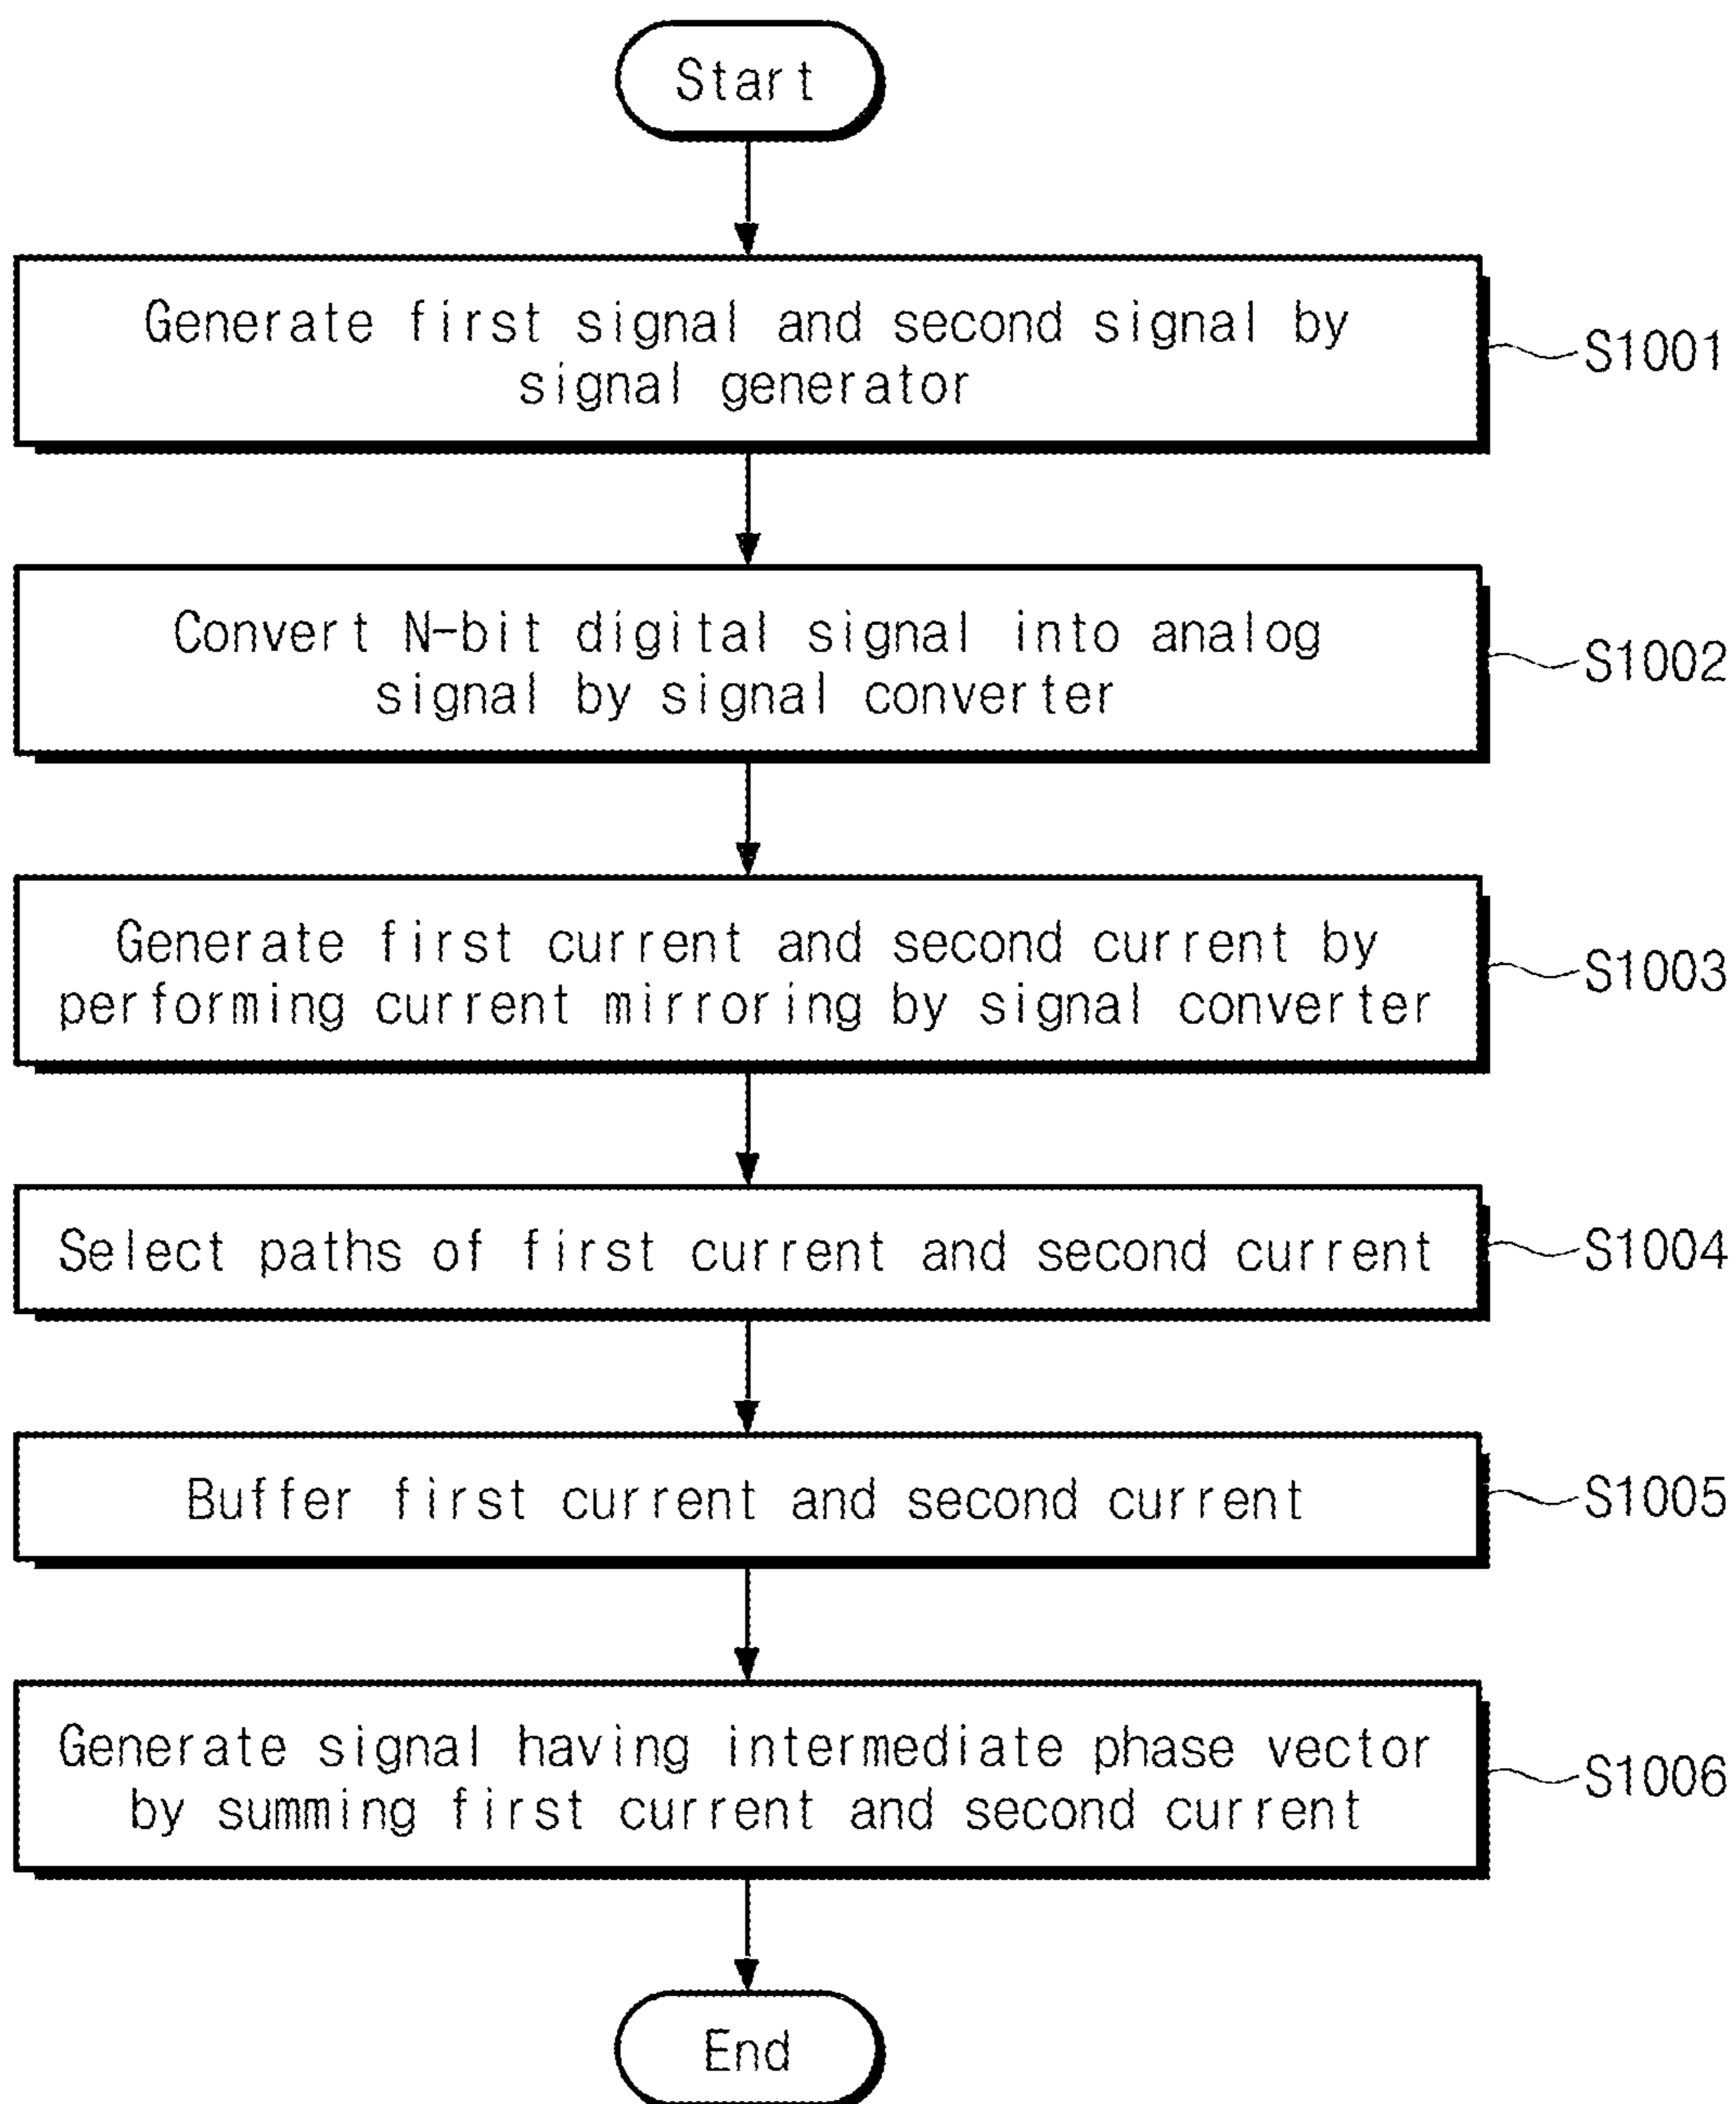 Start
Generate first signal and second signal by
signal generator
S1001
Convert N-bit digital signal into analog
signal by signal converter
S1002
Generate first current and second current by
performing current mirroring by signal converter
S1003
Select paths of first current and second current
S1004
Buffer first current and second current
S1005
Generate signal having intermediate phase vector
by summing first current and second current
S1006
End